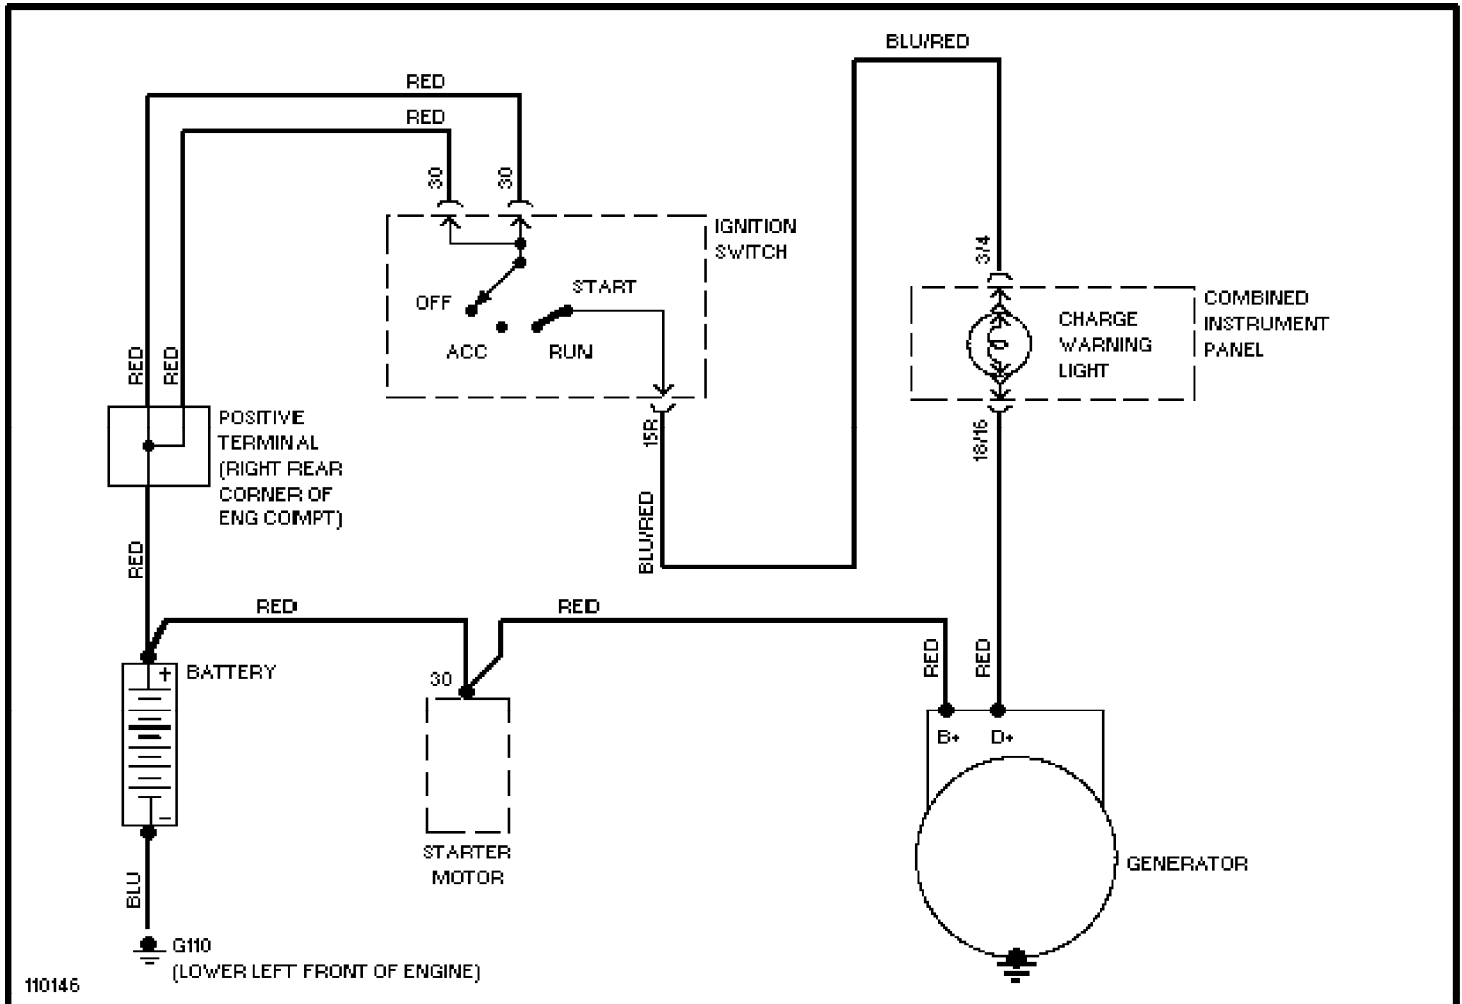 BLU/RED
RED
RED
30
30
IGNITION
SWITCH
3/4
START
OFF
ACC
RUN
COMBINED
INSTRUMENT
PANEL
CHARGE
WARNING
LIGHT
RED
RED
POSITIVE
TERMINAL
(RIGHT REAR
CORNER OF
ENG COMPT)
15R
18/16
BLU/RED
RED
RED
RED
RED
RED
+
BATTERY
30
B+
D+
–
STARTER
MOTOR
GENERATOR
BLU
G110
(LOWER LEFT FRONT OF ENGINE)
110146